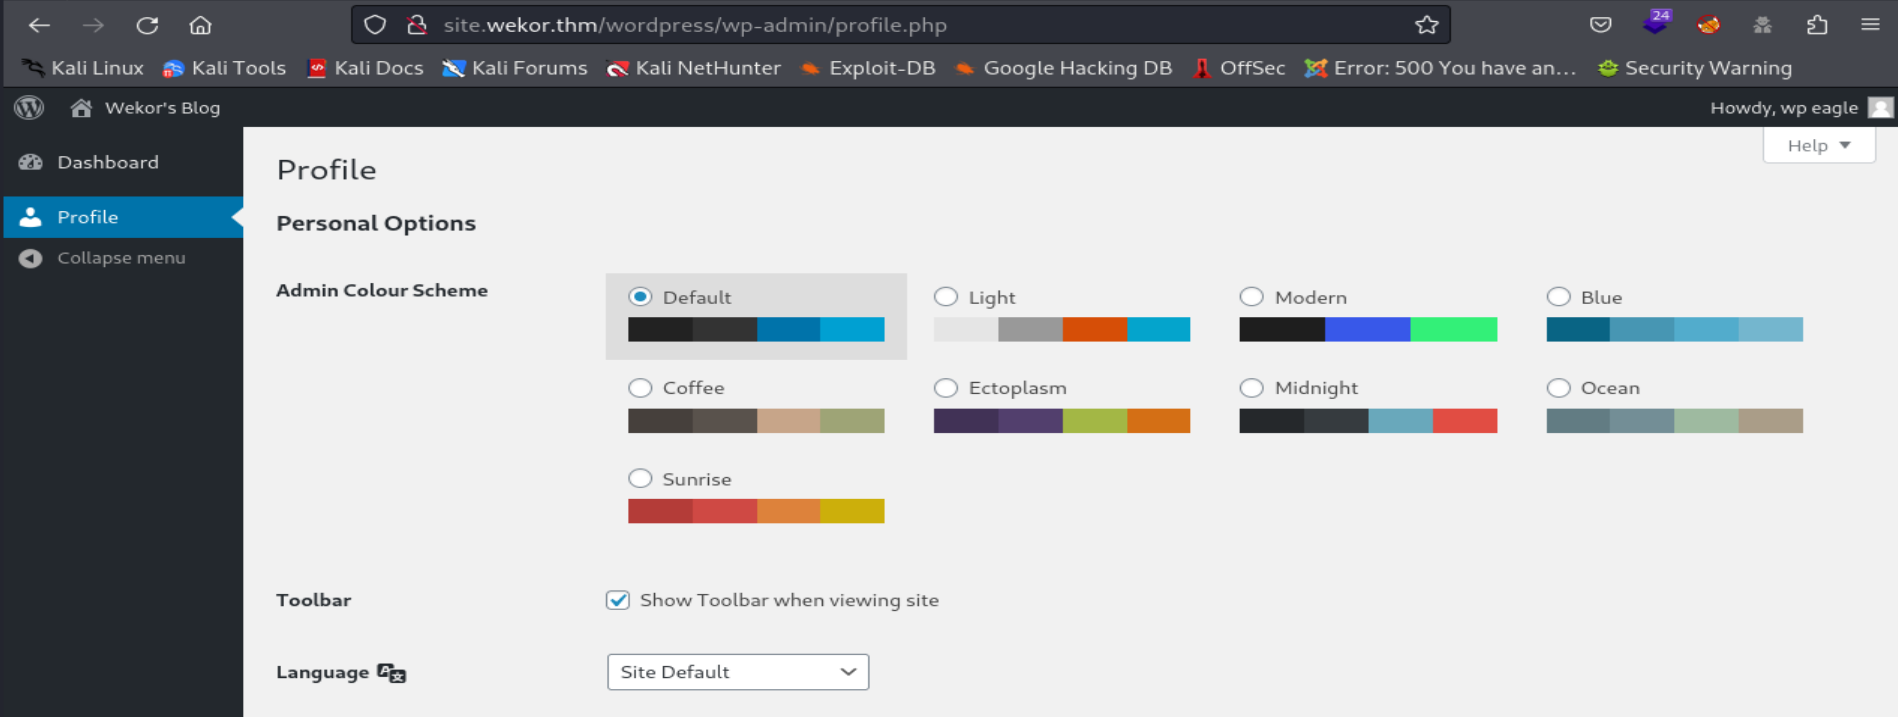 site.wekor.thm/wordpress/wp-admin/profile.php
24
Kali Linux Kali Tools Kali Docs Kali Forums Kali NetHunter Exploit-DB Google Hacking DB OffSec Error: 500 You have an... Security Warning
Wekor's Blog
Howdy, wp eagle
Help
Dashboard
Profile
Collapse menu
Profile
Personal Options
Admin Colour Scheme
Default Light Modern Blue
Coffee Ectoplasm Midnight Ocean
Sunrise
Toolbar Show Toolbar when viewing site
Language Site Default